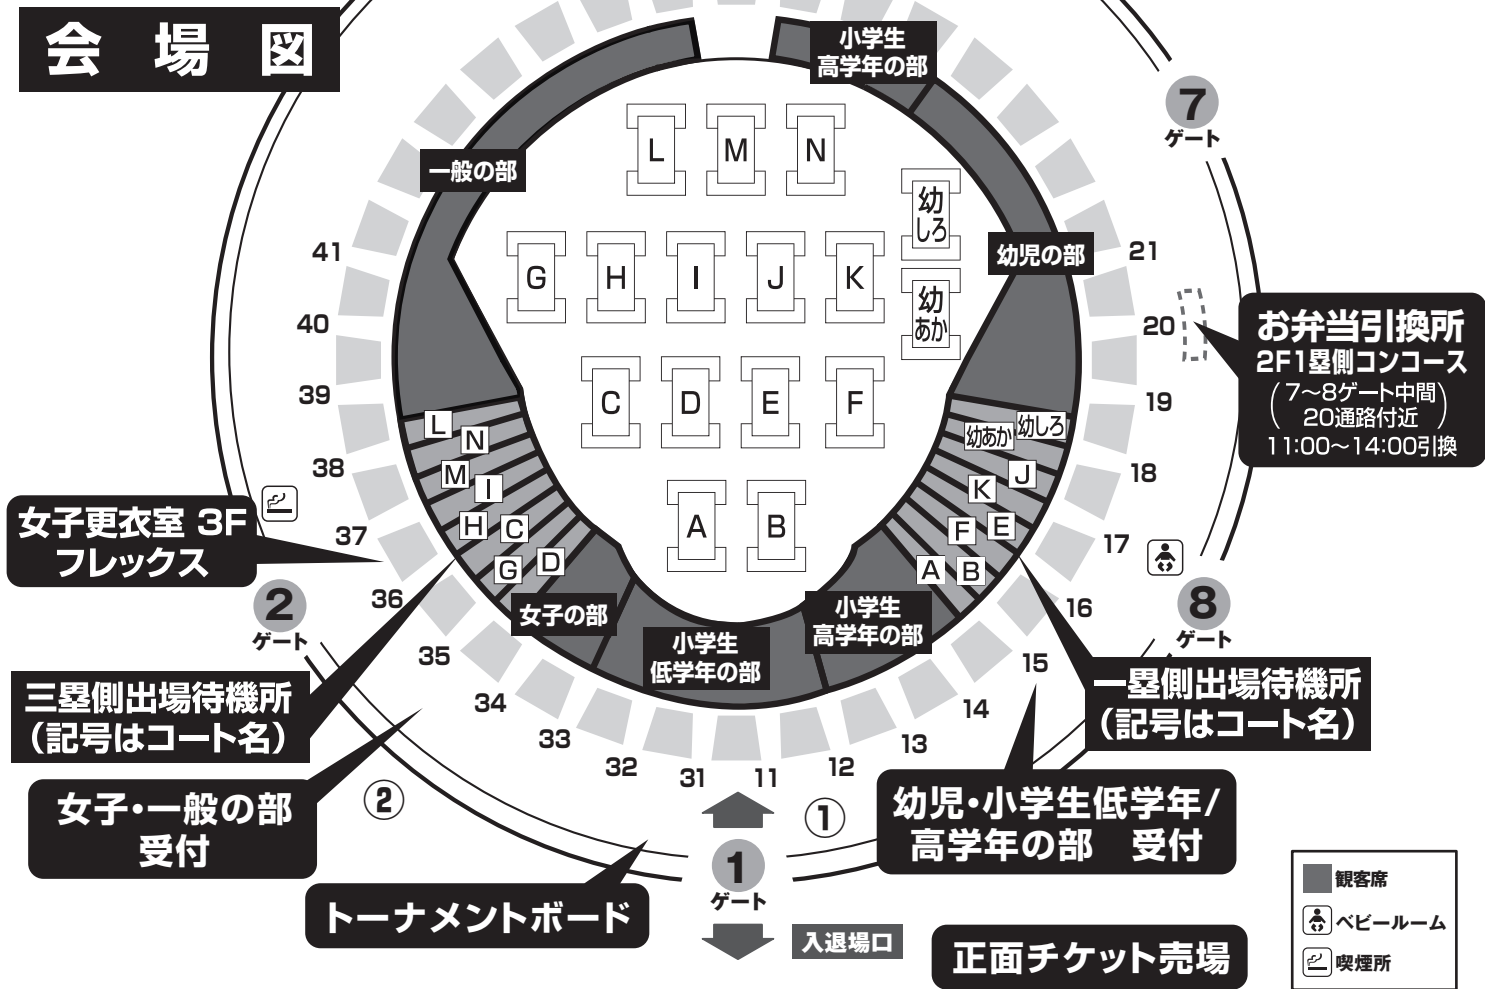 会場図
小学生
高学年の部
7
ゲート
一般の部
L
M
N
幼
しろ
幼児の部
G
H
I
J
K
幼
あか
41
40
39
38
37
36
35
34
33
32
31
11
12
13
14
15
16
17
18
19
20
21
お弁当引換所
2F1塁側コンコース
(7〜8ゲート中間
20通路付近)
11:00〜14:00引換
C
D
E
F
A
B
L
N
M
I
H
C
G
D
幼あか
幼しろ
J
K
E
F
A
B
女子更衣室 3F
フレックス
2
ゲート
8
ゲート
女子の部
小学生
低学年の部
小学生
高学年の部
三塁側出場待機所
(記号はコート名)
一塁側出場待機所
(記号はコート名)
女子・一般の部
受付
②
①
幼児・小学生低学年/
高学年の部 受付
1
ゲート
トーナメントボード
入退場口
正面チケット売場
観客席
ベビールーム
喫煙所